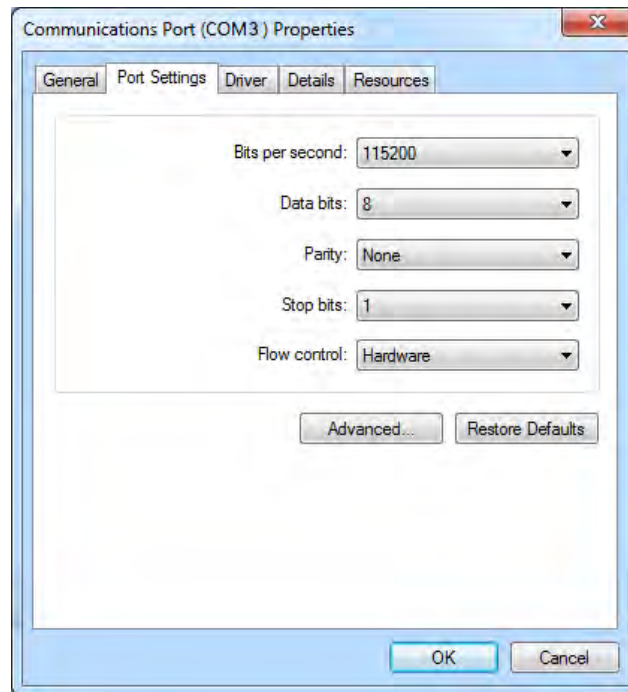 Communications Port (COM3 ) Properties
General Port Settings Driver Details Resources
Bits per second: 115200
Data bits: 8
Parity: None
Stop bits: 1
Flow control: Hardware
Advanced... Restore Defaults
OK Cancel